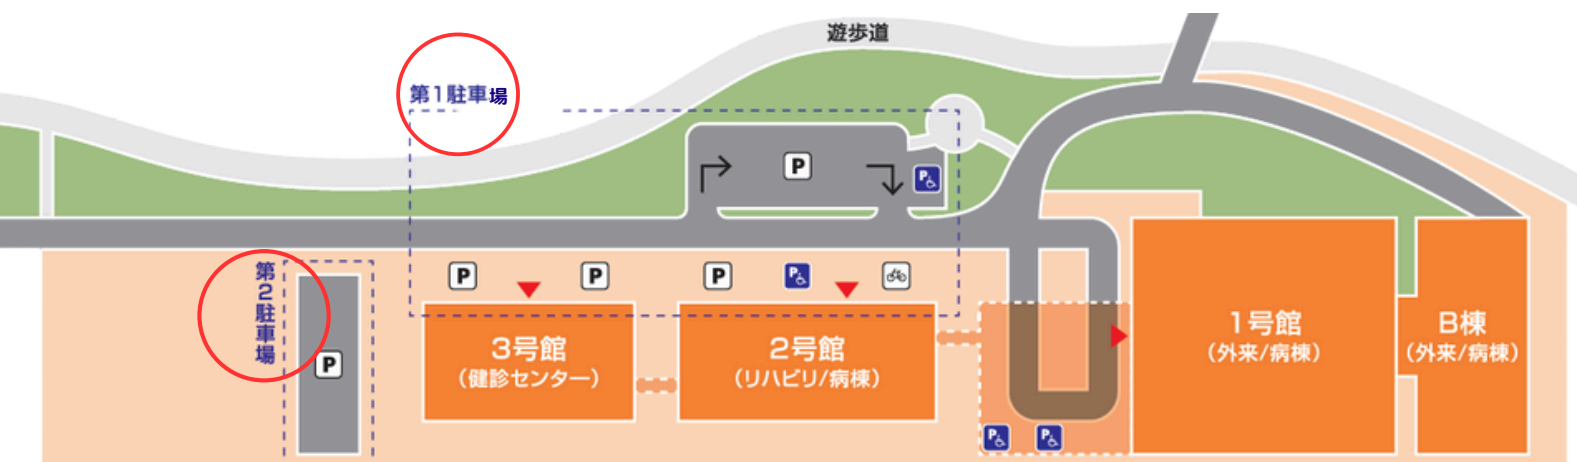 遊歩道
第1駐車場
P
P
P
P
P
P
第2駐車場
P
3号館
(健診センター)
2号館
(リハビリ/病棟)
1号館
(外来/病棟)
B棟
(外来/病棟)
P
P